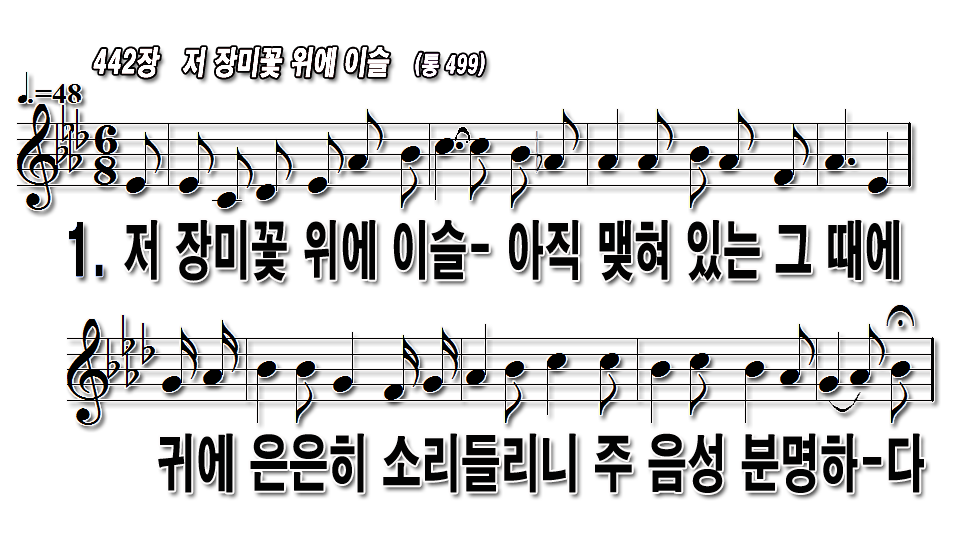 442장 저 장미꽃 위에 이슬 (통 499)
♩.=48
6
8
1. 저 장미꽃 위에 이슬- 아직 맺혀 있는 그 때에
귀에 은은히 소리들리니 주 음성 분명하-다